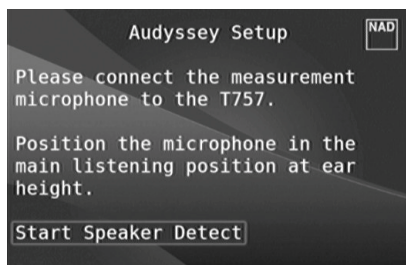 Audyssey Setup
NAD
Please connect the measurement
microphone to the T757.
Position the microphone in the
main listening position at ear
height.
Start Speaker Detect